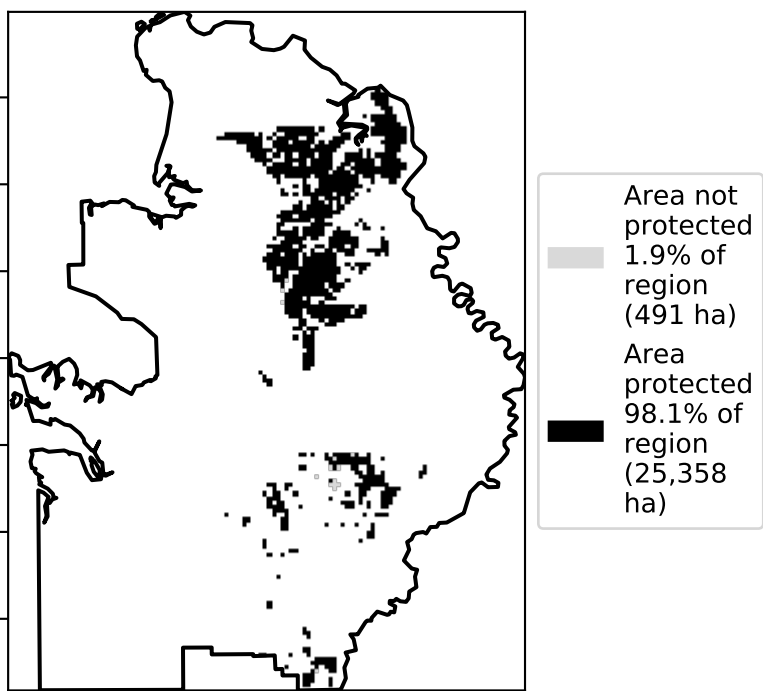 Area not
protected
1.9% of
region
(491 ha)
Area
protected
98.1% of
region
(25,358
ha)